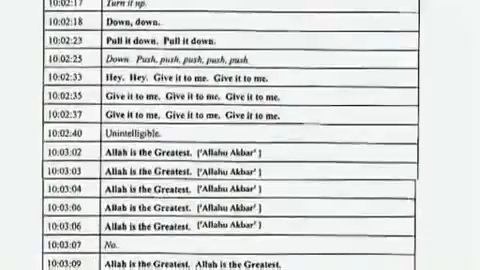 10:02:17 Turn it up.
10:02:18 Down, down.
10:02:23 Pull it down. Pull it down.
10:02:25 Down. Push, push, push, push, push.
10:02:33 Hey. Hey. Give it to me. Give it to me.
10:02:35 Give it to me. Give it to me. Give it to me.
10:02:37 Give it to me. Give it to me. Give it to me.
10:02:40 Unintelligible.
10:03:02 Allah is the Greatest. ['Allahu Akbar' ]
10:03:03 Allah is the Greatest. ['Allahu Akbar' ]
10:03:04 Allah is the Greatest. ['Allahu Akbar' ]
10:03:06 Allah is the Greatest. ['Allahu Akbar' ]
10:03:06 Allah is the Greatest. ['Allahu Akbar' ]
10:03:07 No.
10:03:09 Allah is the Greatest. Allah is the Greatest.